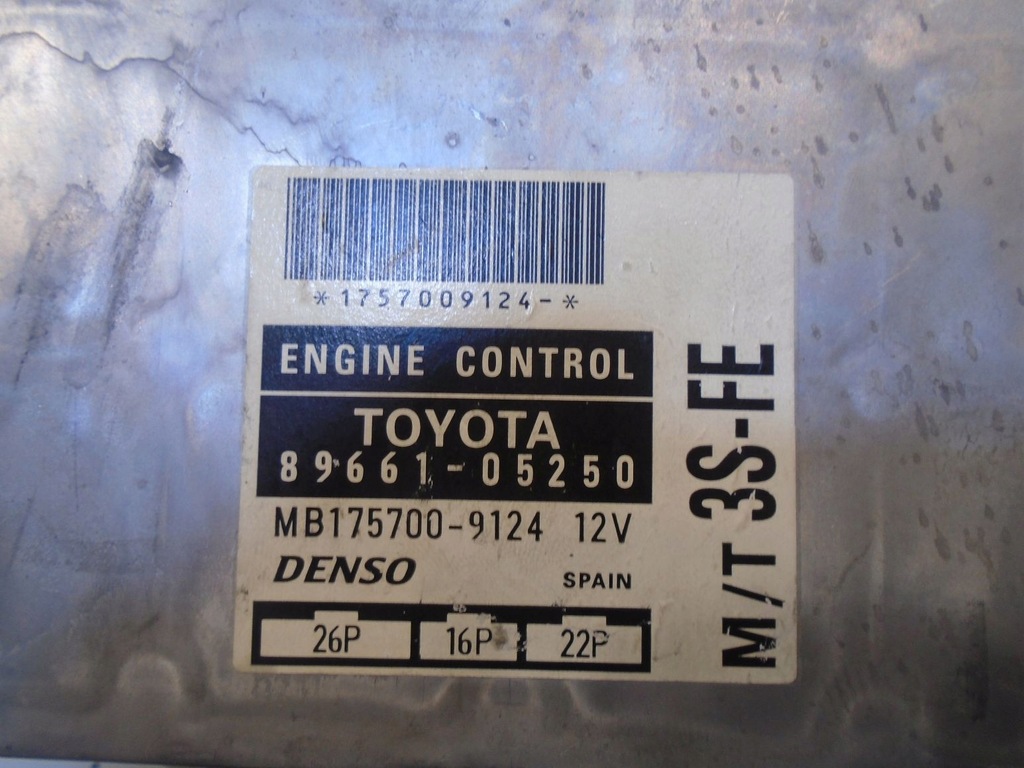 *1757009124-*
ENGINE CONTROL
TOYOTA
89661-05250
MB175700-9124 12V
DENSO SPAIN
26P 16P 22P
M/T 3S-FE